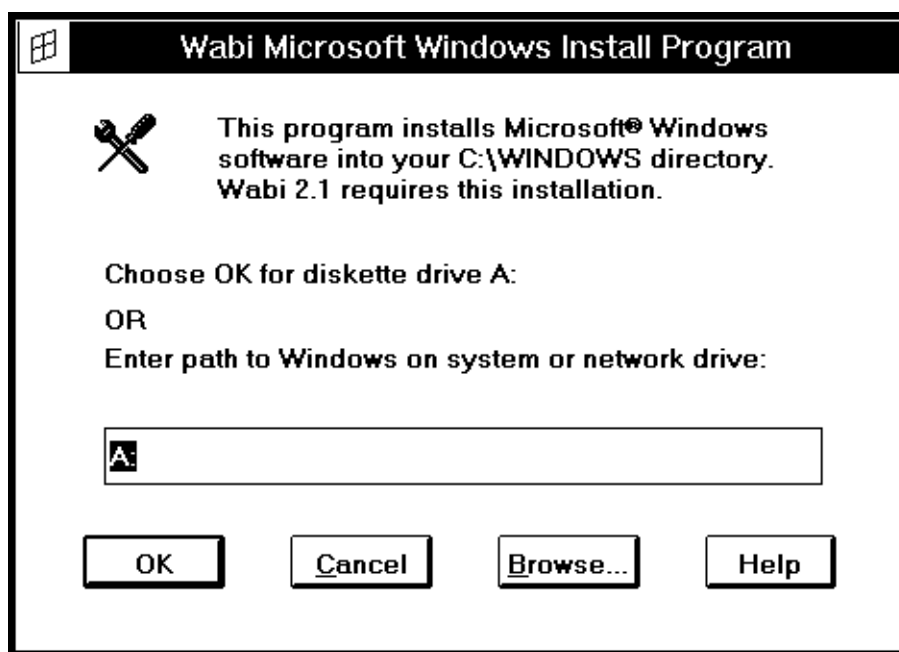 Wabi Microsoft Windows Install Program
This program installs Microsoft® Windows
software into your C:\WINDOWS directory.
Wabi 2.1 requires this installation.
Choose OK for diskette drive A:
OR
Enter path to Windows on system or network drive:
A:
OK Cancel Browse... Help